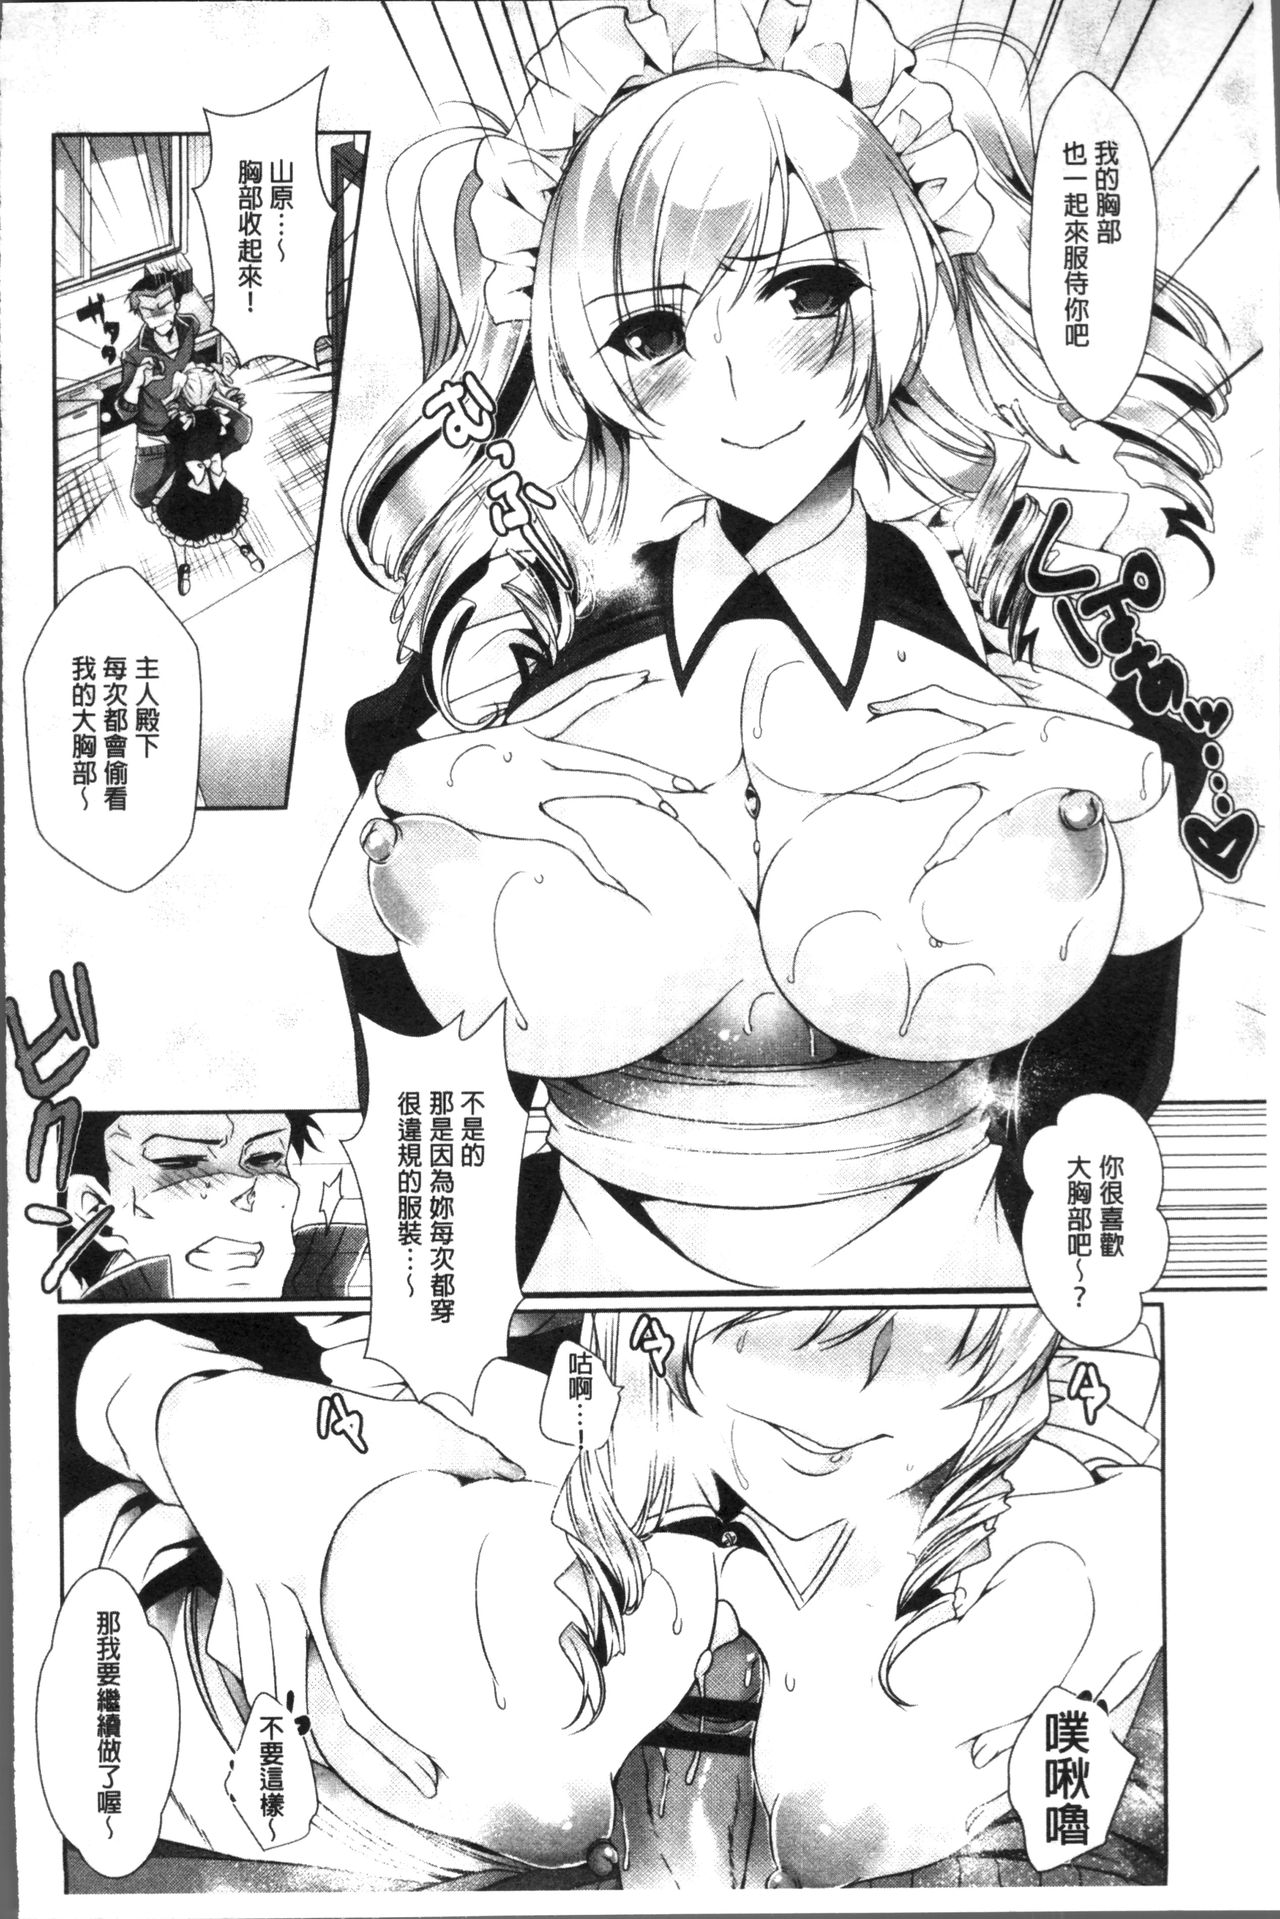 我的胸部
也一起來服侍你吧
山原…～
胸部收起來！
主人殿下
每次都會偷看
我的大胸部～
你很喜歡
大胸部吧～？
不是的
那是因為妳每次都穿
很違規的服裝…～
咕啊…！
噗啾嚕
不要這樣～
那我要繼續做了喔～